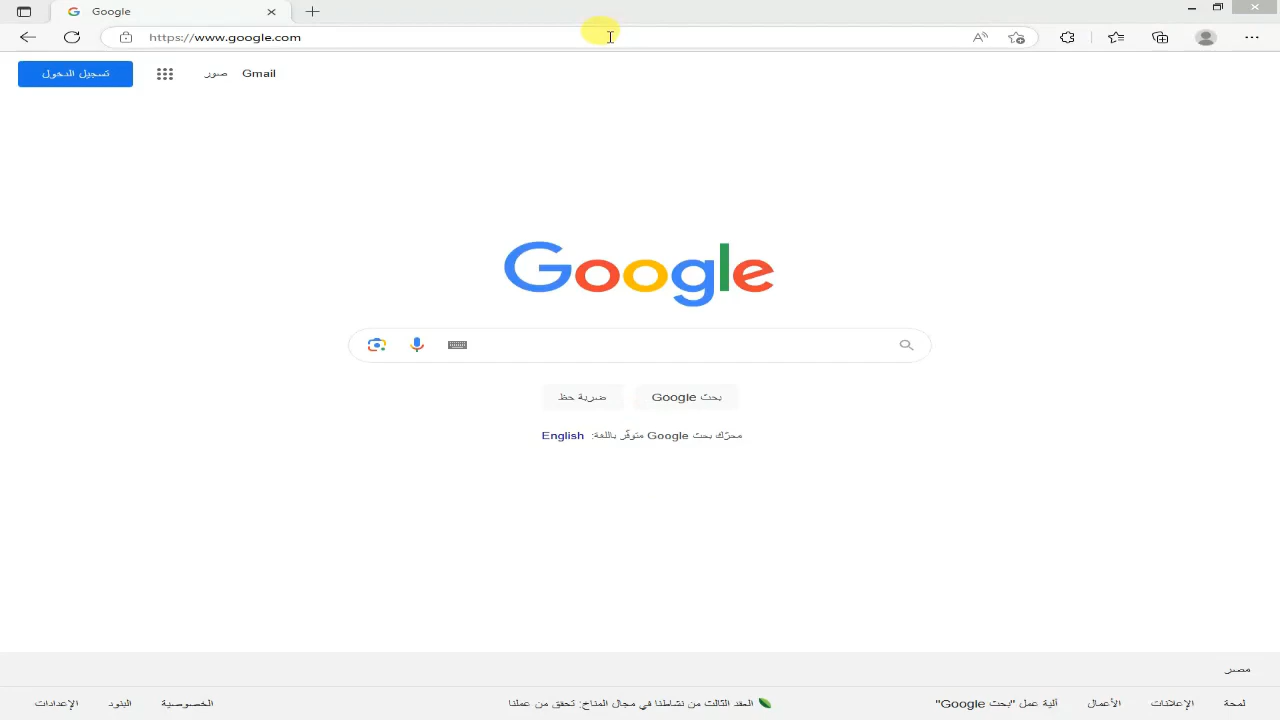 Google
https://www.google.com
Gmail
صور
تسجيل الدخول
Google
بحث Google
ضربة حظ
محرّك بحث Google متوفّر باللغة: English
مصر
لمحة
الإعلانات
الأعمال
آلية عمل "بحث Google"
العقد الثالث من نشاطنا في مجال المناخ: تحقق من عملنا
الخصوصية
البنود
الإعدادات